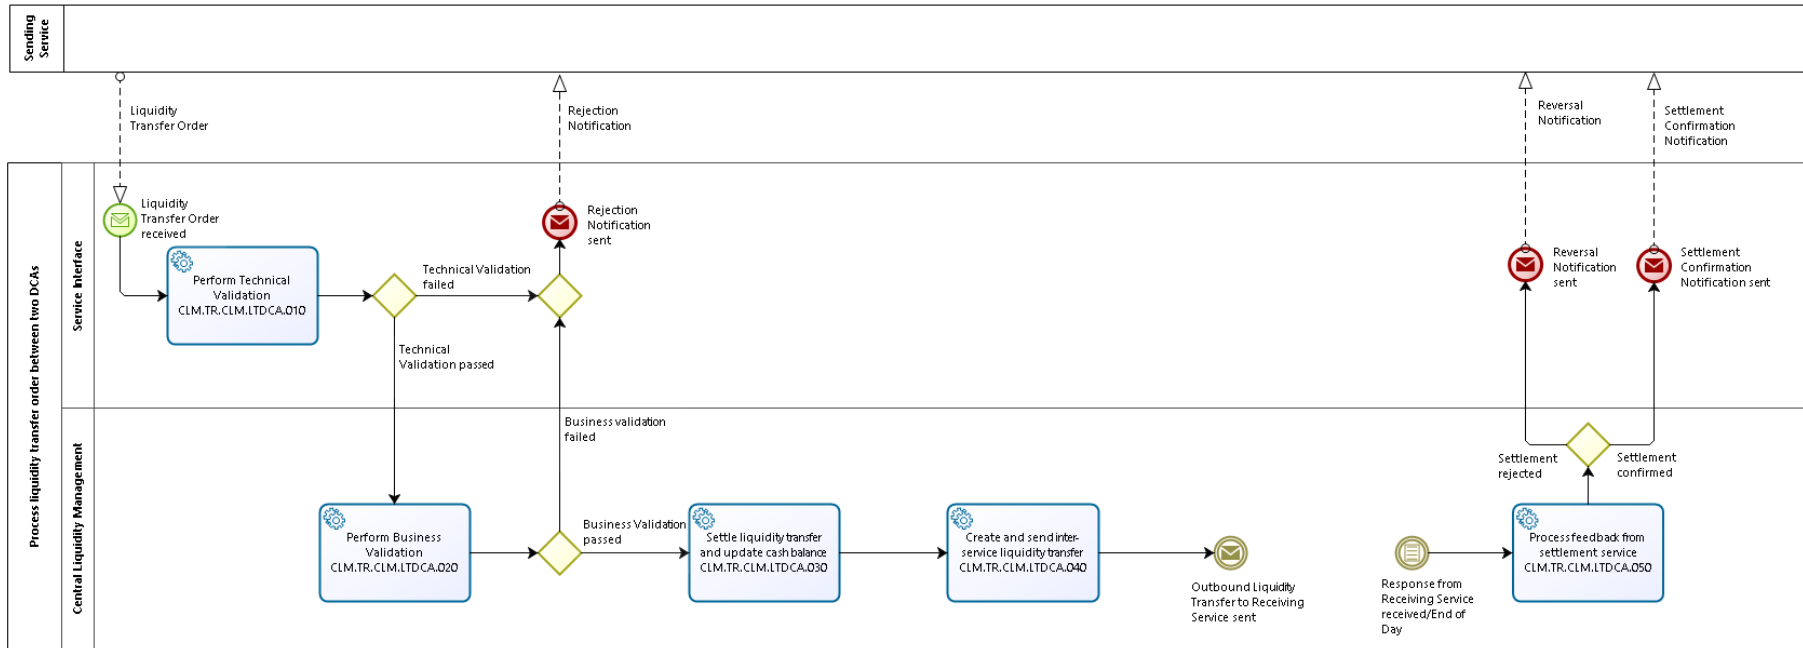 Sending
Service
Liquidity
Transfer Order
Rejection
Notification
Reversal
Notification
Settlement
Confirmation
Notification
Process liquidity transfer order between two DCAs
Service Interface
Liquidity
Transfer Order
received
Rejection
Notification
sent
Perform Technical
Validation
CLM.TR.CLM.LTDCA.010
Technical Validation
failed
Technical
Validation passed
Reversal
Notification
sent
Settlement
Confirmation
Notification sent
Central Liquidity Management
Business validation
failed
Settlement
rejected
Settlement
confirmed
Perform Business
Validation
CLM.TR.CLM.LTDCA.020
Business Validation
passed
Settle liquidity transfer
and update cash balance
CLM.TR.CLM.LTDCA.030
Create and send inter-
service liquidity transfer
CLM.TR.CLM.LTDCA.040
Outbound Liquidity
Transfer to Receiving
Service sent
Response from
Receiving Service
received/End of
Day
Process feedback from
settlement service
CLM.TR.CLM.LTDCA.050